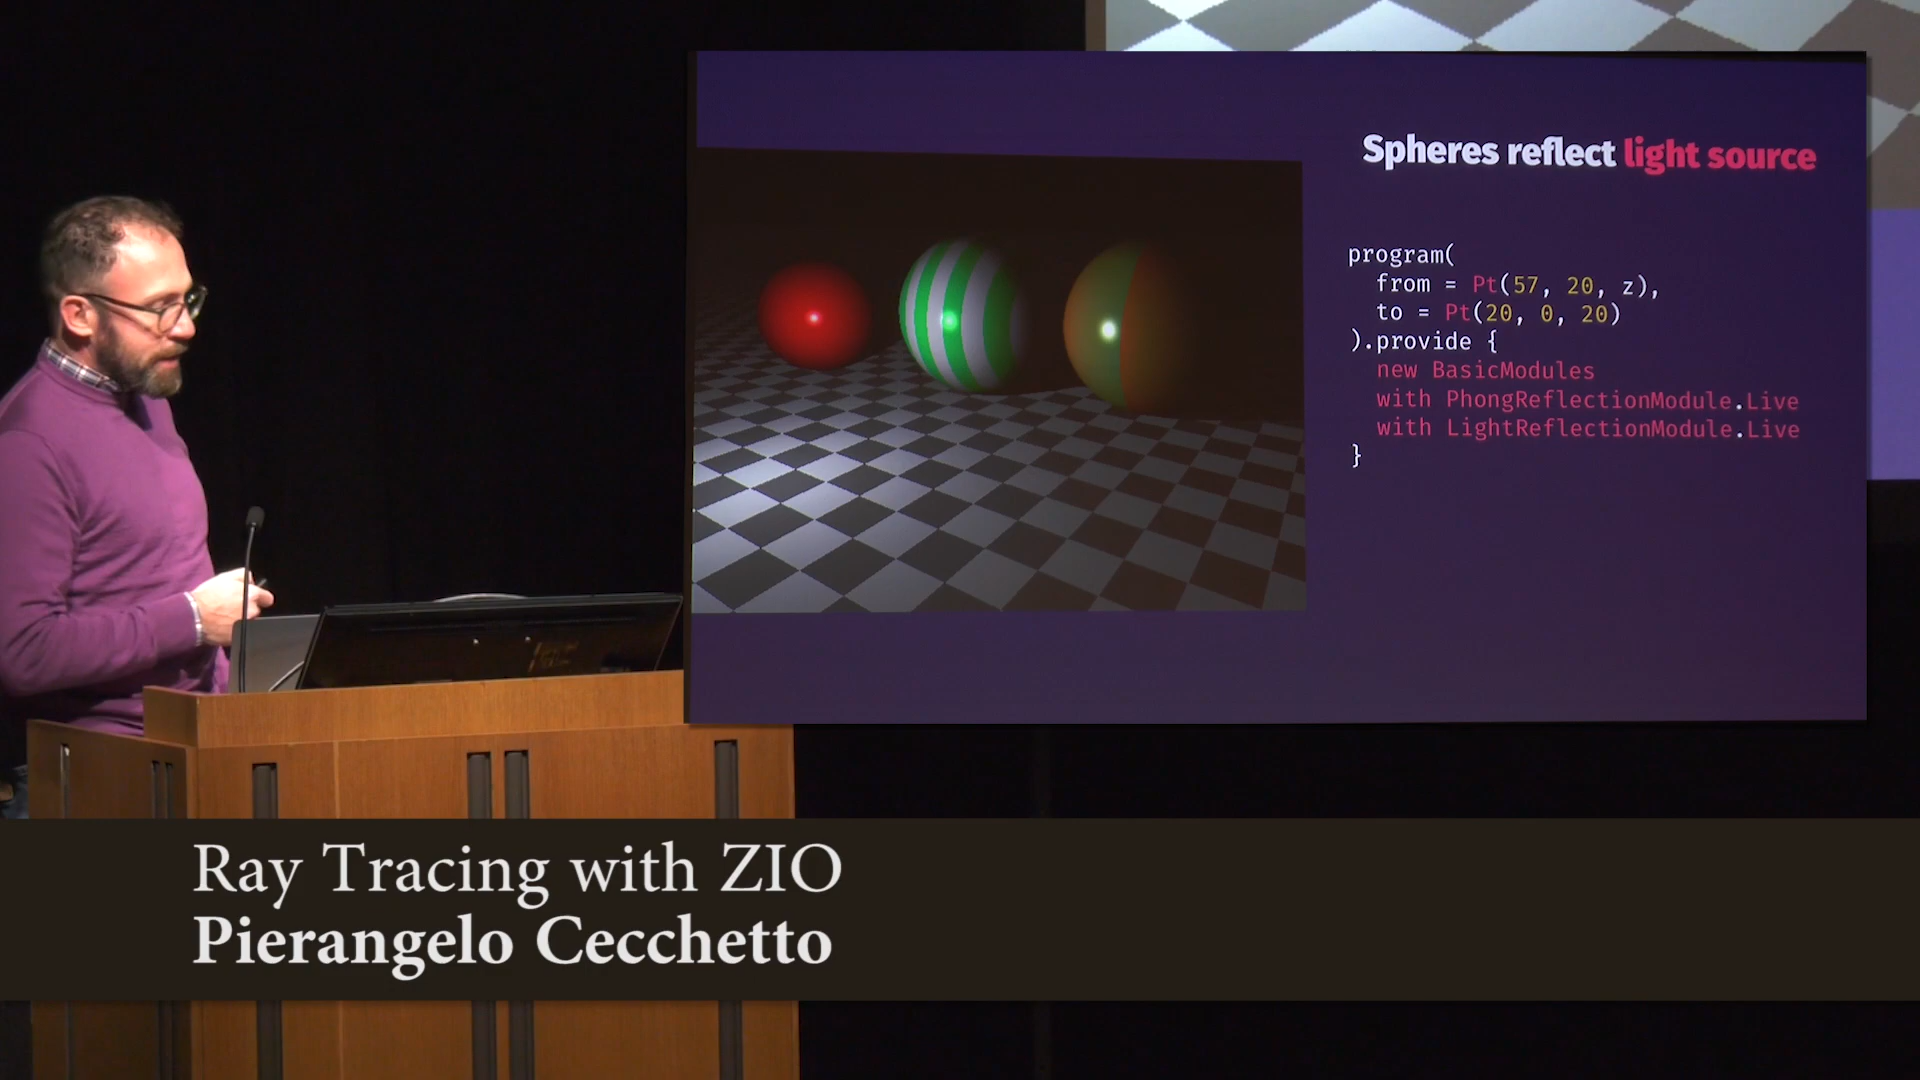 Spheres reflect light source
program(
  from = Pt(57, 20, z),
  to = Pt(20, 0, 20)
).provide {
  new BasicModules
  with PhongReflectionModule.Live
  with LightReflectionModule.Live
}
Ray Tracing with ZIO
Pierangelo Cecchetto